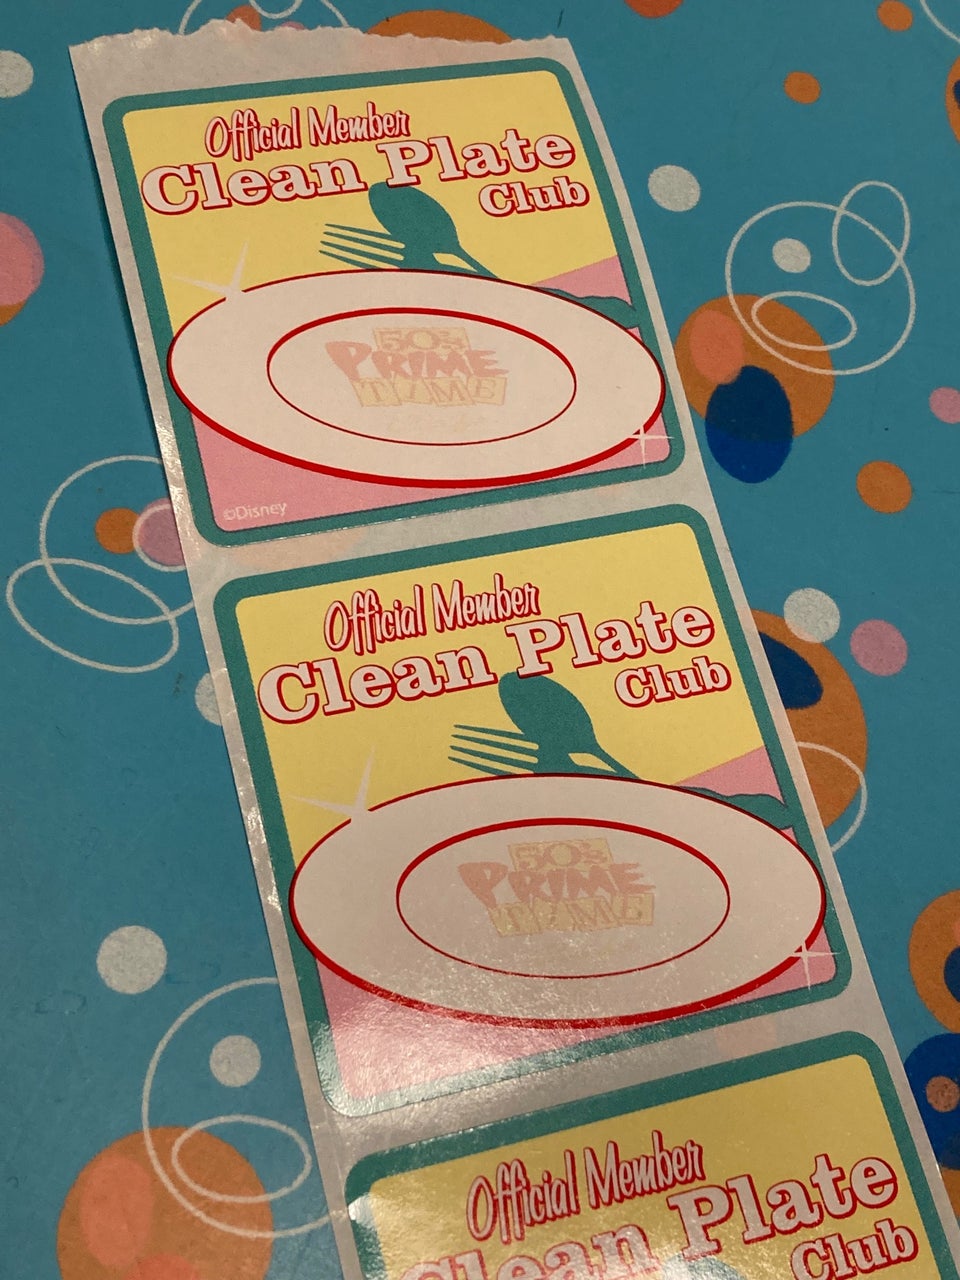 Official Member
Clean Plate
Club
50's
PRIME
TIME
©Disney
Official Member
Clean Plate
Club
50's
PRIME
TIME
Official Member
Clean Plate
Club